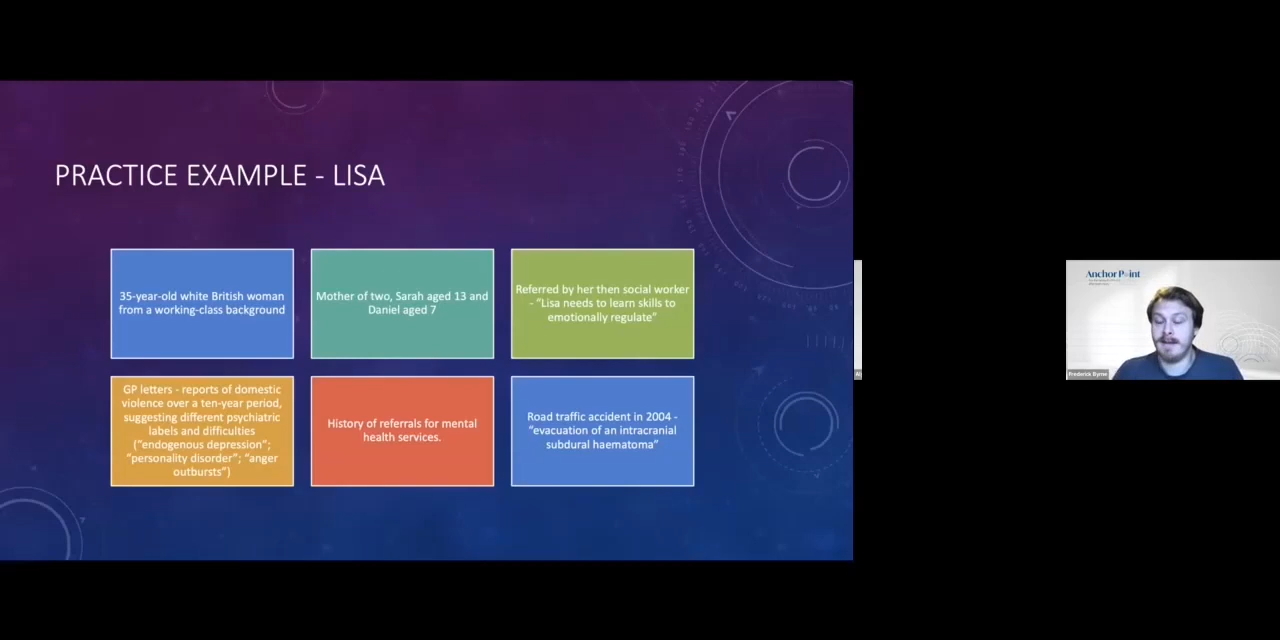 PRACTICE EXAMPLE - LISA
35-year-old white British woman
from a working-class background
Mother of two, Sarah aged 13 and
Daniel aged 7
Referred by her then social worker
- "Lisa needs to learn skills to
emotionally regulate"
GP letters - reports of domestic
violence over a ten-year period,
suggesting different psychiatric
labels and difficulties
("endogenous depression";
"personality disorder"; "anger
outbursts")
History of referrals for mental
health services.
Road traffic accident in 2004 -
"evacuation of an intracranial
subdural haematoma"
Anchor Point
Frederick Byrne